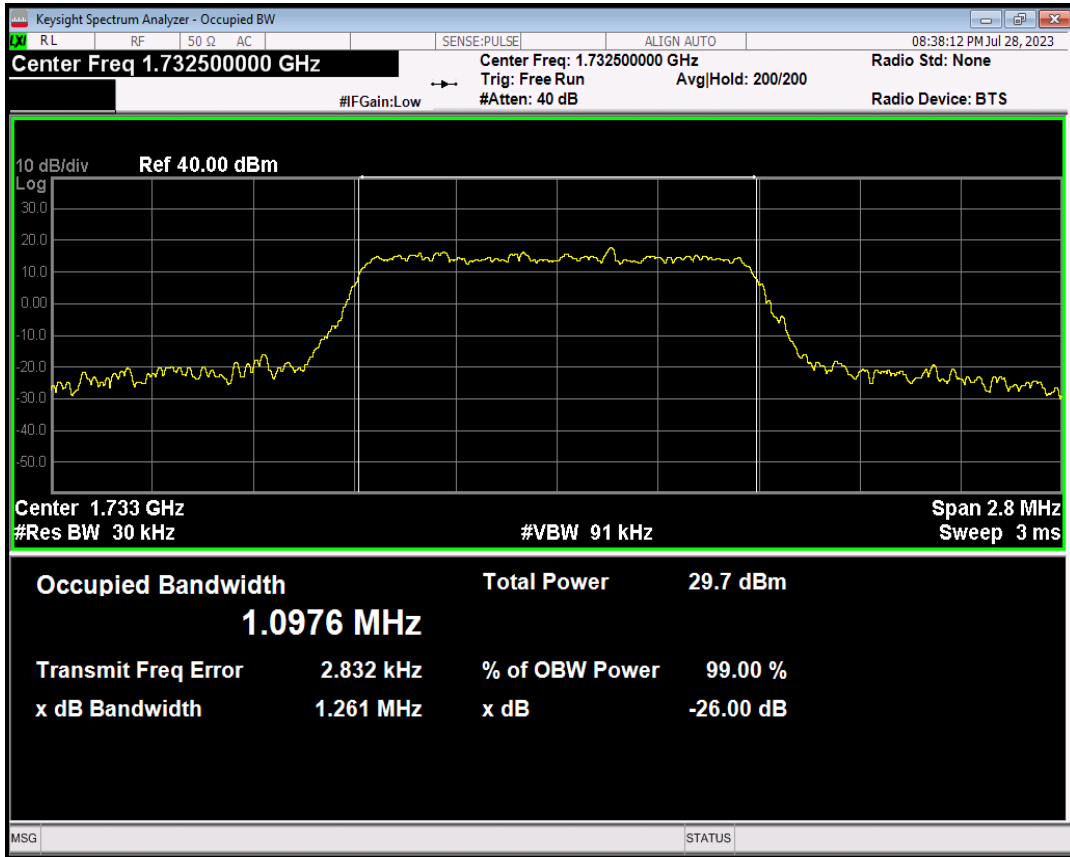 Keysight Spectrum Analyzer - Occupied BW
LXI RL RF 50 Ω AC SENSE:PULSE ALIGN AUTO 08:38:12 PM Jul 28, 2023
Center Freq 1.732500000 GHz Center Freq: 1.732500000 GHz Radio Std: None
Trig: Free Run Avg|Hold: 200/200
#IFGain:Low #Atten: 40 dB Radio Device: BTS
10 dB/div Ref 40.00 dBm
Log
30.0
20.0
10.0
0.00
-10.0
-20.0
-30.0
-40.0
-50.0
Center 1.733 GHz Span 2.8 MHz
#Res BW 30 kHz #VBW 91 kHz Sweep 3 ms
Occupied Bandwidth Total Power 29.7 dBm
1.0976 MHz
Transmit Freq Error 2.832 kHz % of OBW Power 99.00 %
x dB Bandwidth 1.261 MHz x dB -26.00 dB
MSG STATUS